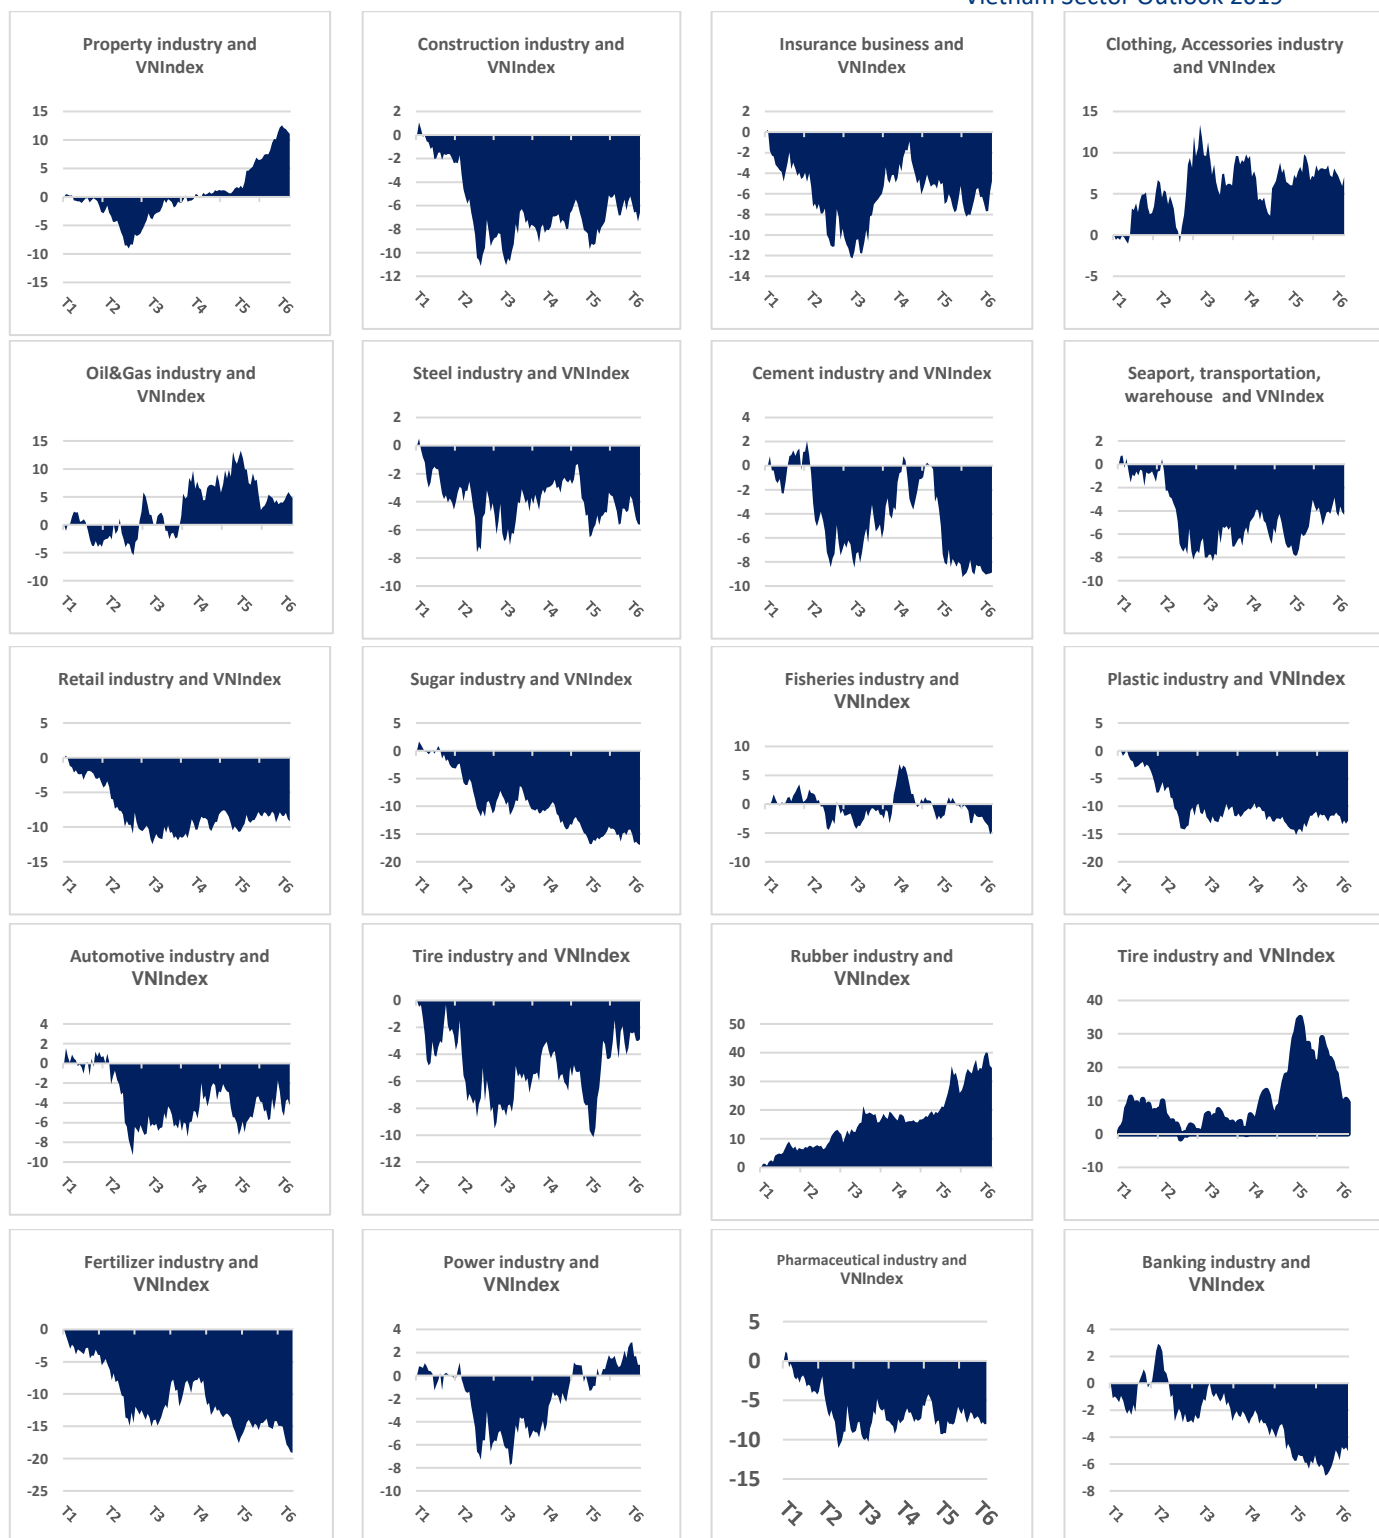 Vietnam Sector Outlook 2019
Property industry and
VNIndex
15
10
5
0
-5
-10
-15
T1
T2
T3
T4
T5
T6
Construction industry and
VNIndex
2
0
-2
-4
-6
-8
-10
-12
T1
T2
T3
T4
T5
T6
Insurance business and
VNIndex
2
0
-2
-4
-6
-8
-10
-12
-14
T1
T2
T3
T4
T5
T6
Clothing, Accessories industry
and VNIndex
15
10
5
0
-5
T1
T2
T3
T4
T5
T6
Oil&Gas industry and
VNIndex
15
10
5
0
-5
-10
T1
T2
T3
T4
T5
T6
Steel industry and VNIndex
2
0
-2
-4
-6
-8
-10
T1
T2
T3
T4
T5
T6
Cement industry and VNIndex
4
2
0
-2
-4
-6
-8
-10
T1
T2
T3
T4
T5
T6
Seaport, transportation,
warehouse and VNIndex
2
0
-2
-4
-6
-8
-10
T1
T2
T3
T4
T5
T6
Retail industry and VNIndex
5
0
-5
-10
-15
T1
T2
T3
T4
T5
T6
Sugar industry and VNIndex
5
0
-5
-10
-15
-20
T1
T2
T3
T4
T5
T6
Fisheries industry and
VNIndex
10
5
0
-5
-10
T1
T2
T3
T4
T5
T6
Plastic industry and VNIndex
5
0
-5
-10
-15
-20
T1
T2
T3
T4
T5
T6
Automotive industry and
VNIndex
4
2
0
-2
-4
-6
-8
-10
T1
T2
T3
T4
T5
T6
Tire industry and VNIndex
0
-2
-4
-6
-8
-10
-12
T1
T2
T3
T4
T5
T6
Rubber industry and
VNIndex
50
40
30
20
10
0
T1
T2
T3
T4
T5
T6
Tire industry and VNIndex
40
30
20
10
0
-10
T1
T2
T3
T4
T5
T6
Fertilizer industry and
VNIndex
0
-5
-10
-15
-20
-25
T1
T2
T3
T4
T5
T6
Power industry and
VNIndex
4
2
0
-2
-4
-6
-8
-10
T1
T2
T3
T4
T5
T6
Pharmaceutical industry and
VNIndex
5
0
-5
-10
-15
T1
T2
T3
T4
T5
T6
Banking industry and
VNIndex
4
2
0
-2
-4
-6
-8
T1
T2
T3
T4
T5
T6